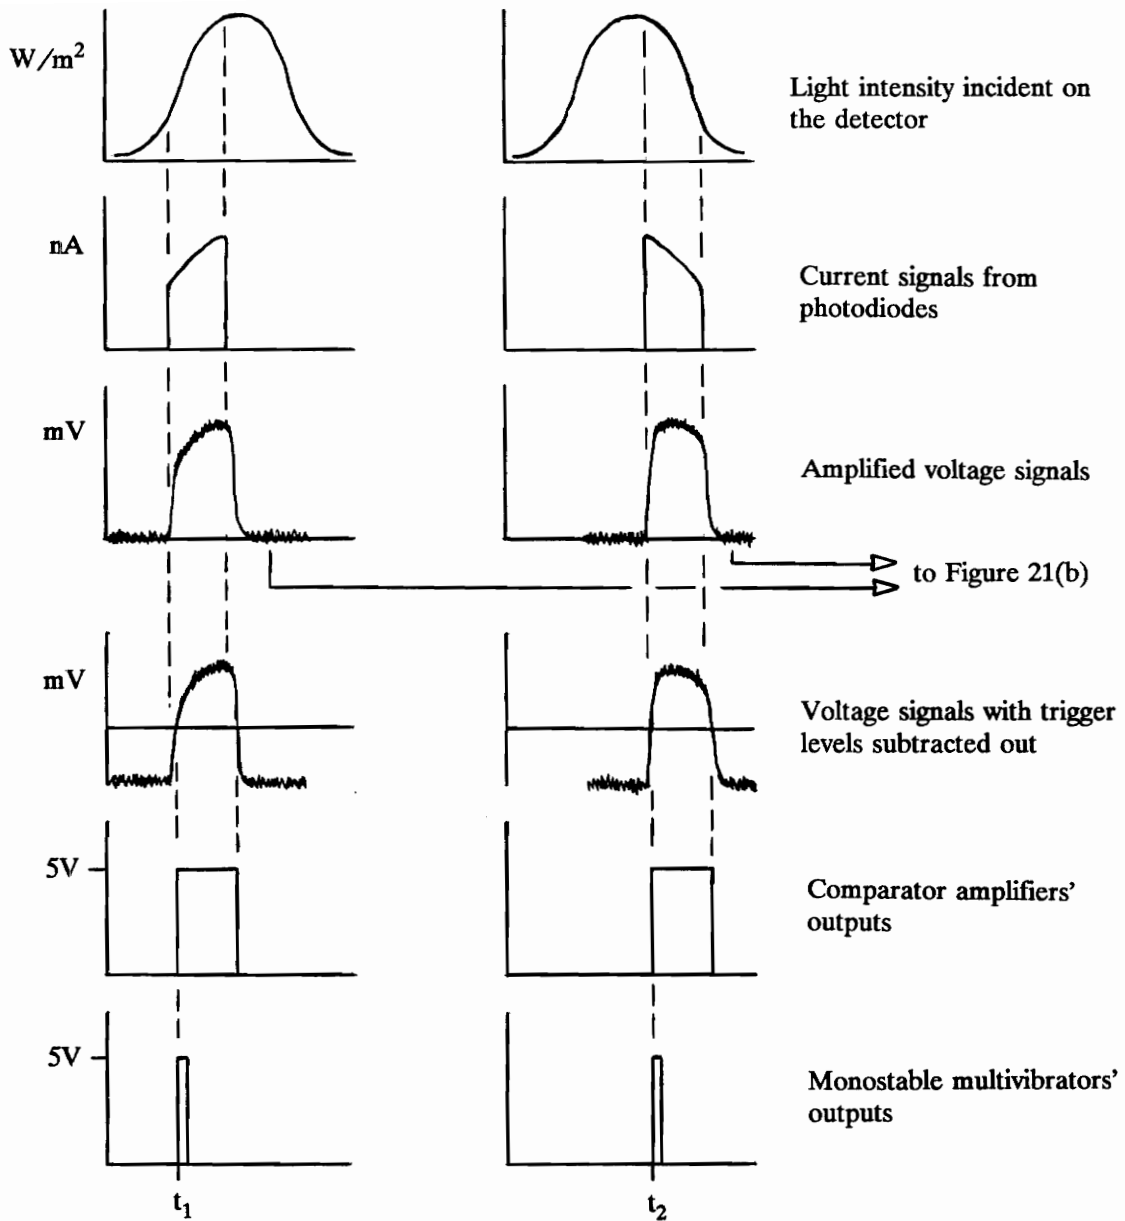 W/m²
Light intensity incident on
the detector
nA
Current signals from
photodiodes
mV
Amplified voltage signals
to Figure 21(b)
mV
Voltage signals with trigger
levels subtracted out
5V
Comparator amplifiers'
outputs
5V
Monostable multivibrators'
outputs
t₁
t₂